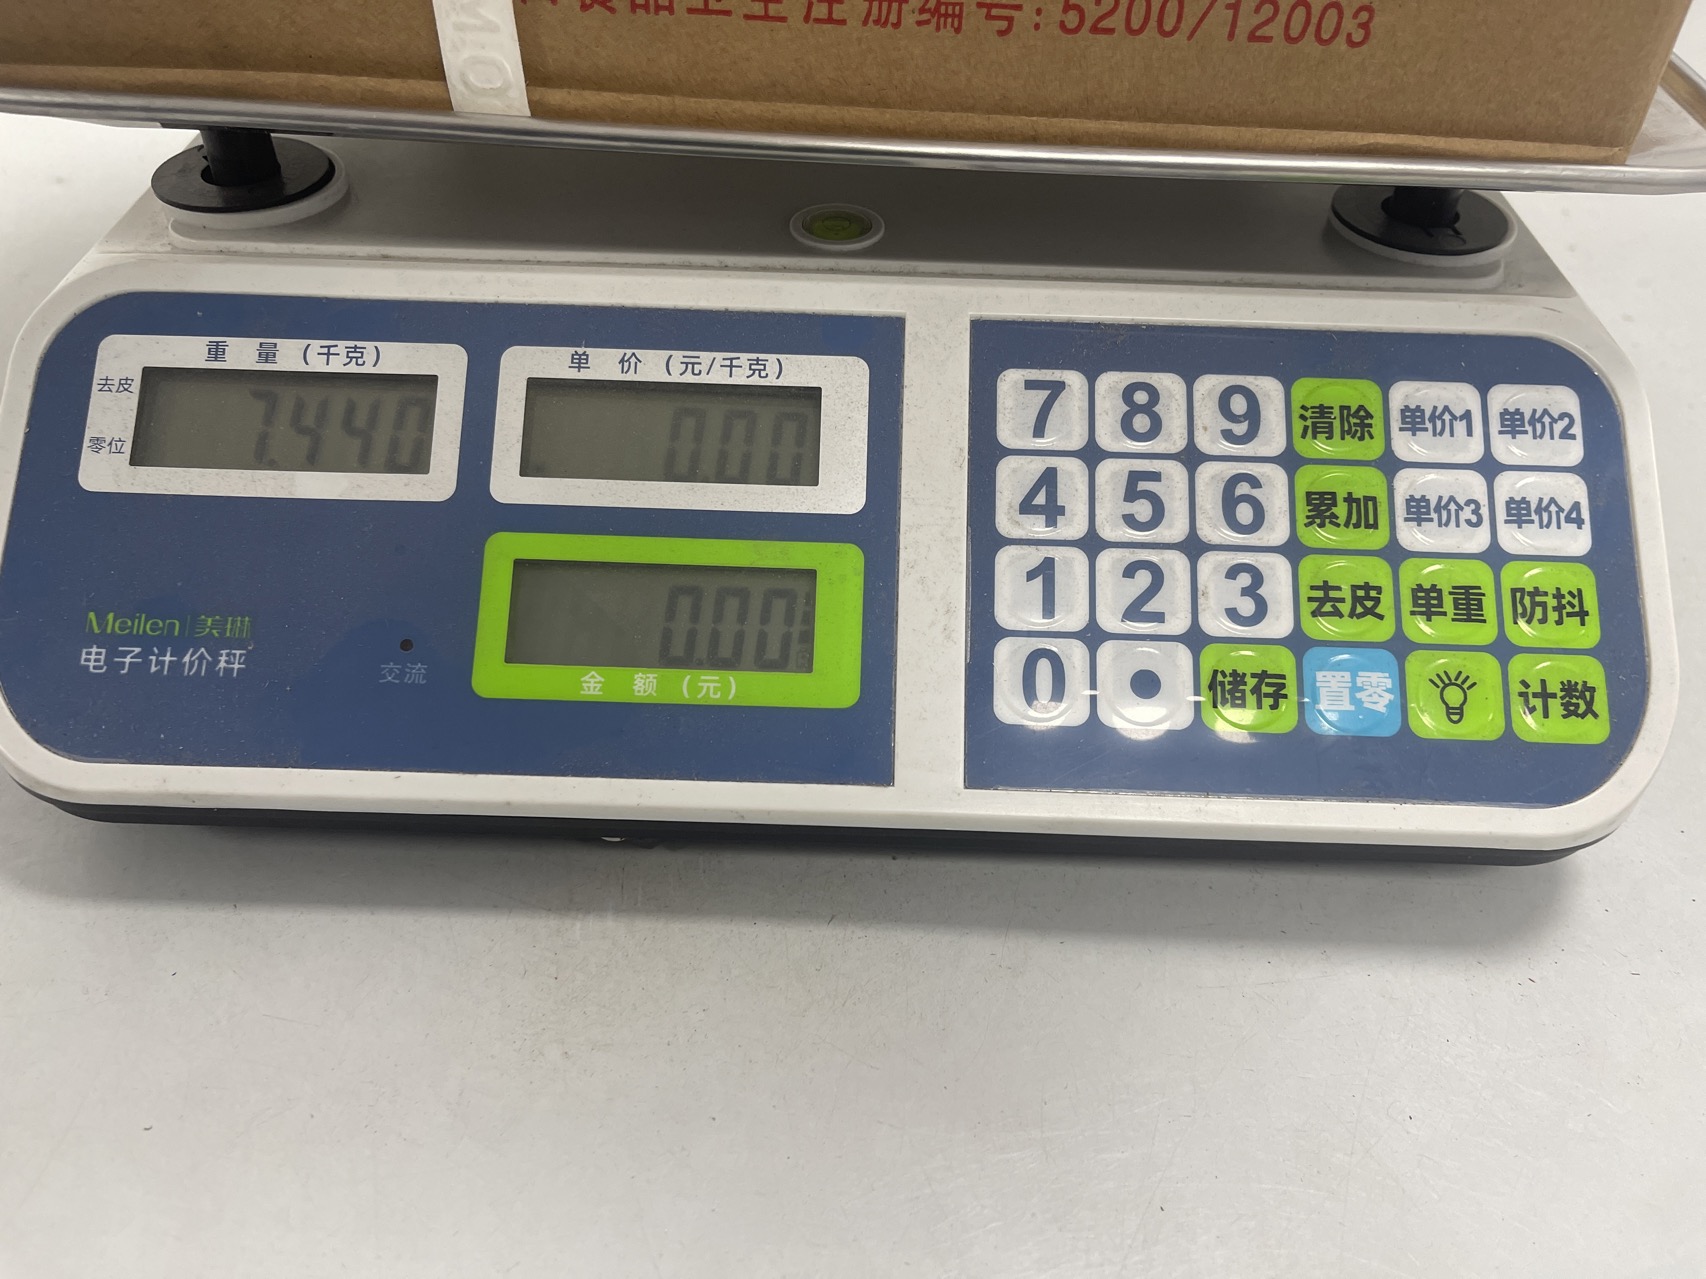 食品卫生注册编号:5200/12003
M.O
重 量 (千克)
去皮
零位
7.440
单 价 (元/千克)
0.00
0.00
金 额 (元)
Meilen|美琳
电子计价秤
交流
7 8 9 清除 单价1 单价2
4 5 6 累加 单价3 单价4
1 2 3 去皮 单重 防抖
0 • 储存 置零 计数